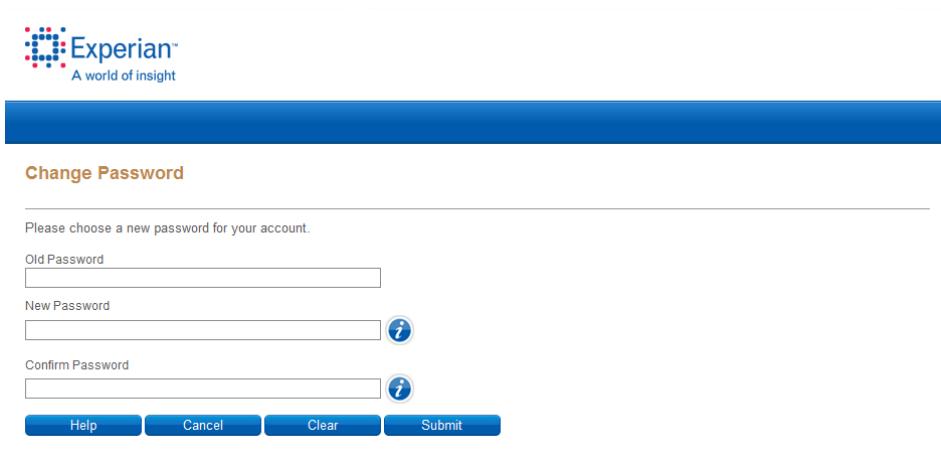 Experian™
A world of insight
Change Password
Please choose a new password for your account.
Old Password
New Password
i
Confirm Password
i
Help Cancel Clear Submit